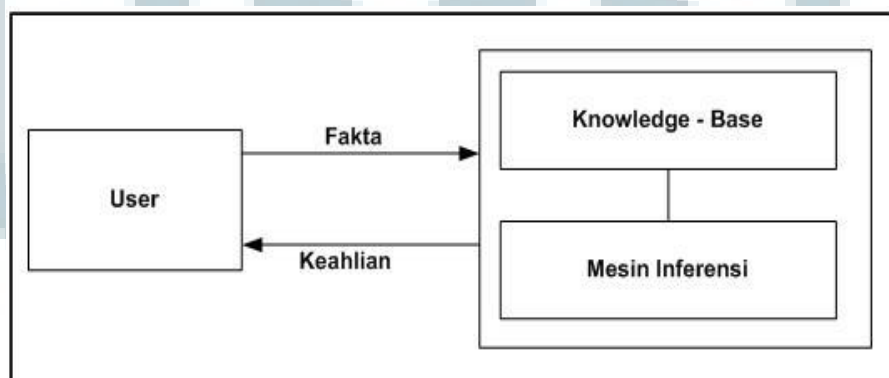 Knowledge - Base
Fakta
User
Keahlian
Mesin Inferensi